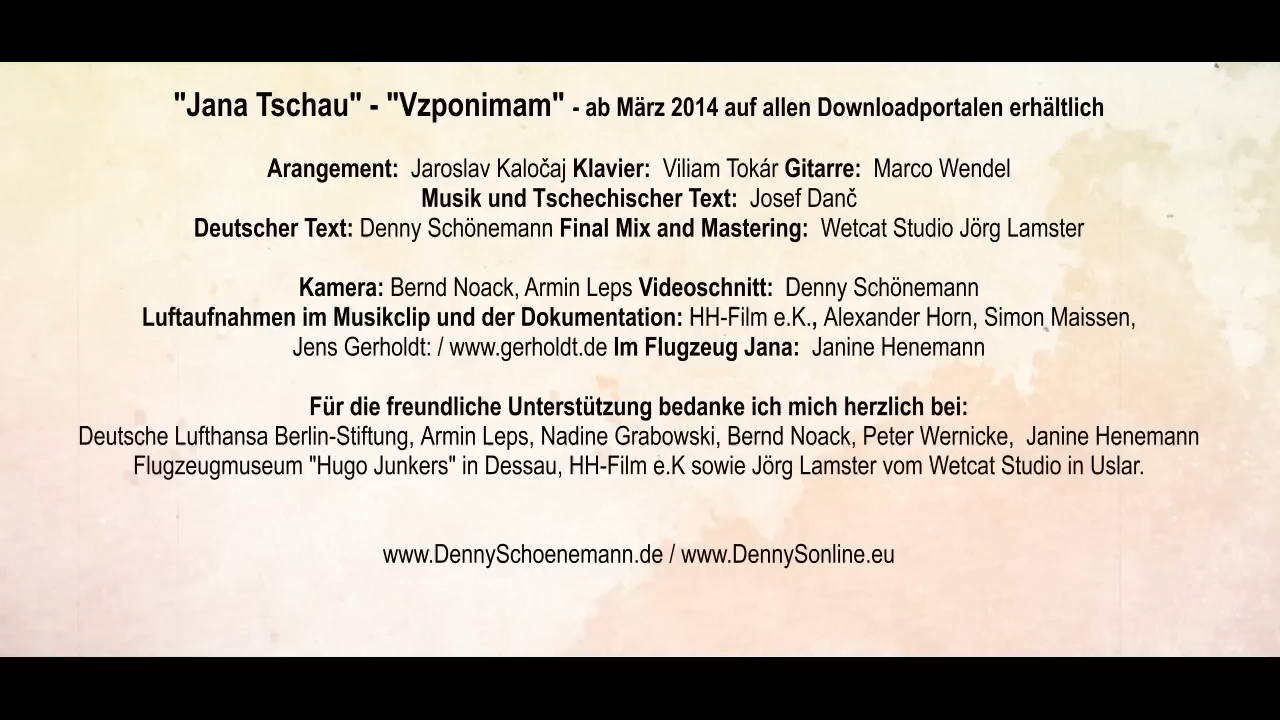 "Jana Tschau" - "Vzponimam" - ab März 2014 auf allen Downloadportalen erhältlich
Arangement: Jaroslav Kaločaj Klavier: Viliam Tokár Gitarre: Marco Wendel
Musik und Tschechischer Text: Josef Danč
Deutscher Text: Denny Schönemann Final Mix and Mastering: Wetcat Studio Jörg Lamster
Kamera: Bernd Noack, Armin Leps Videoschnitt: Denny Schönemann
Luftaufnahmen im Musikclip und der Dokumentation: HH-Film e.K., Alexander Horn, Simon Maissen,
Jens Gerholdt: / www.gerholdt.de Im Flugzeug Jana: Janine Henemann
Für die freundliche Unterstützung bedanke ich mich herzlich bei:
Deutsche Lufthansa Berlin-Stiftung, Armin Leps, Nadine Grabowski, Bernd Noack, Peter Wernicke, Janine Henemann
Flugzeugmuseum "Hugo Junkers" in Dessau, HH-Film e.K sowie Jörg Lamster vom Wetcat Studio in Uslar.
www.DennySchoenemann.de / www.DennySonline.eu